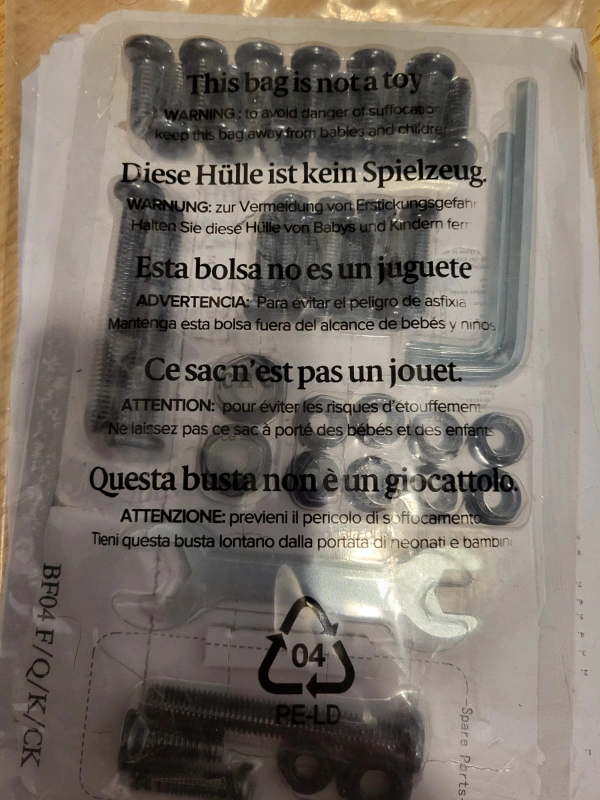 This bag is not a toy
WARNING: to avoid danger of suffocation
keep this bag away from babies and children
Diese Hülle ist kein Spielzeug.
WARNUNG: zur Vermeidung von Erstickungsgefahr
Halten Sie diese Hülle von Babys und Kindern fern
Esta bolsa no es un juguete
ADVERTENCIA: Para evitar el peligro de asfixia
Mantenga esta bolsa fuera del alcance de bebés y niños
Ce sac n'est pas un jouet.
ATTENTION: pour éviter les risques d'étouffement
Ne laissez pas ce sac à porté des bébés et des enfants
Questa busta non è un giocattolo.
ATTENZIONE: previeni il pericolo di soffocamento
Tieni questa busta lontano dalla portata di neonati e bambini
BF04 F/Q/K/CK
04
PE-LD
Spare Parts